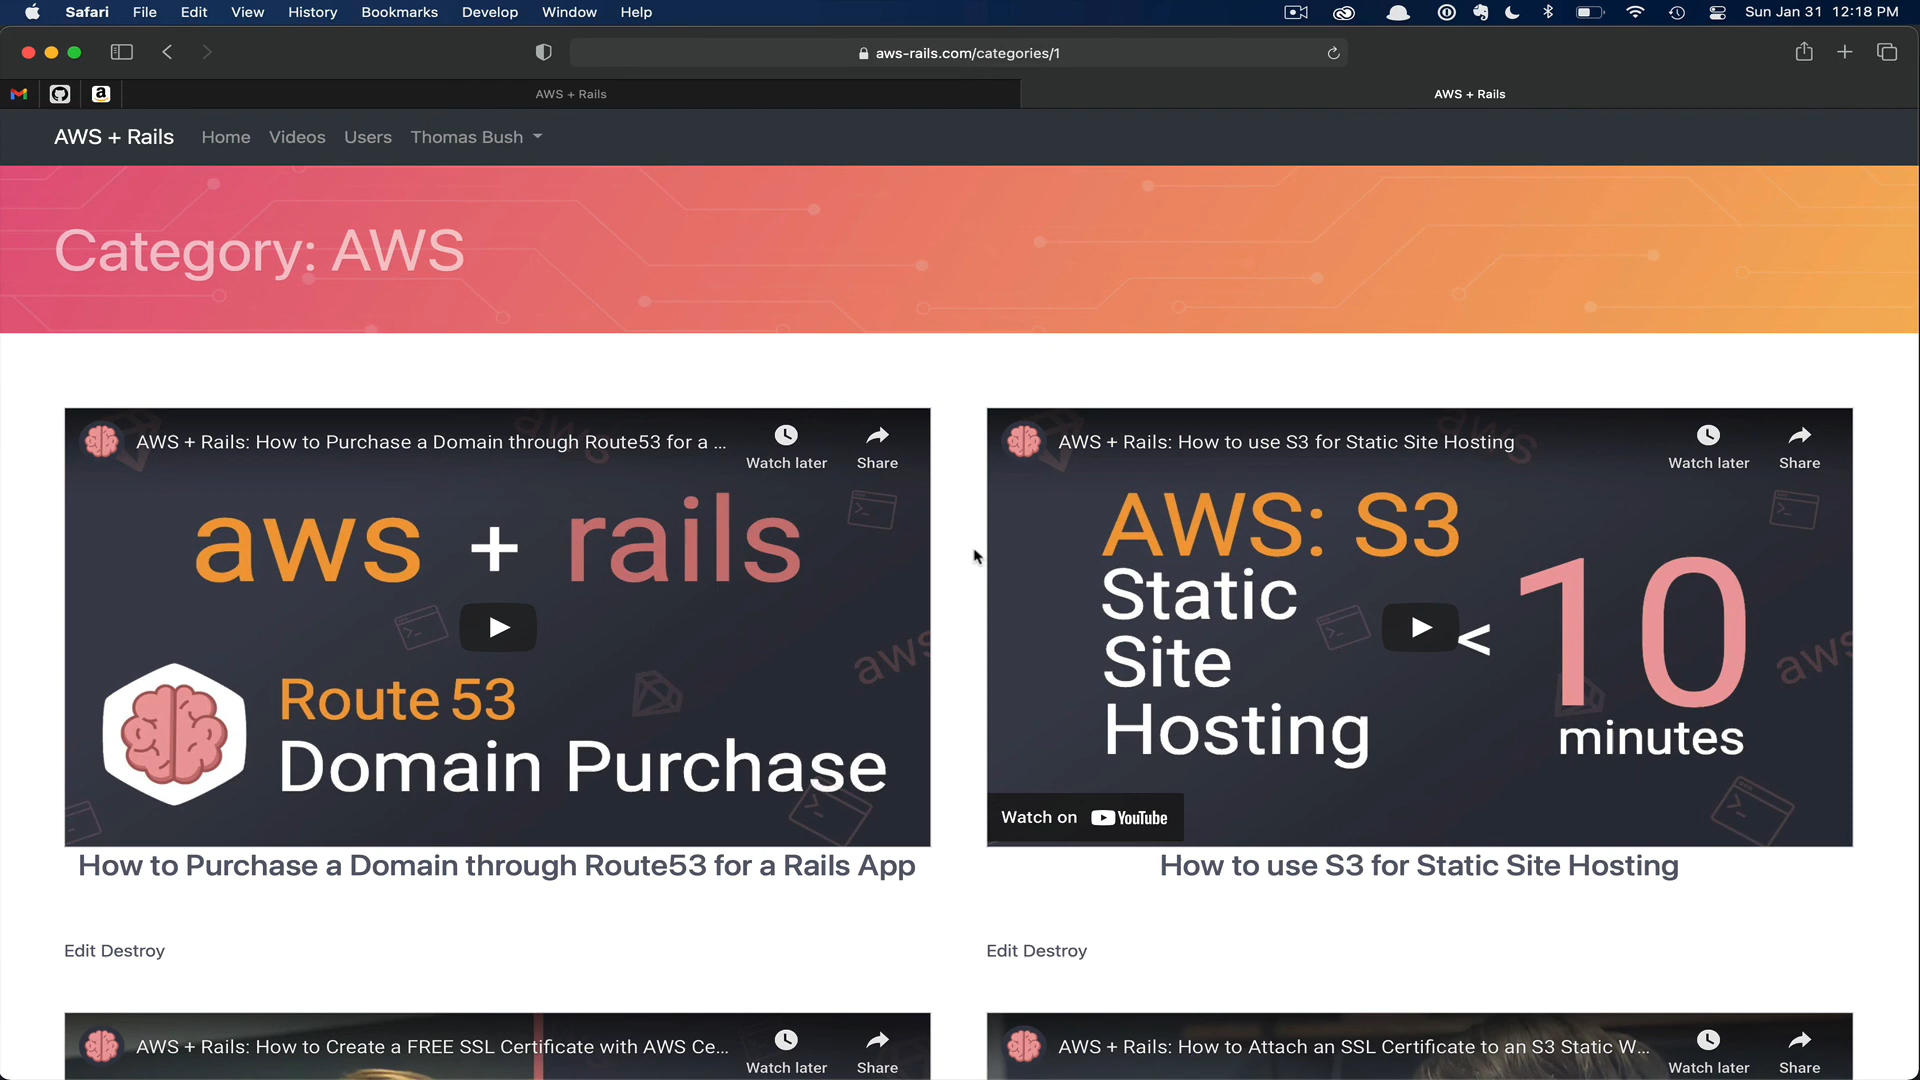 Safari File Edit View History Bookmarks Develop Window Help
Sun Jan 31 12:18 PM
aws-rails.com/categories/1
AWS + Rails
AWS + Rails
AWS + Rails Home Videos Users Thomas Bush
Category: AWS
AWS + Rails: How to Purchase a Domain through Route53 for a ...
Watch later Share
aws + rails
Route 53
Domain Purchase
aws
How to Purchase a Domain through Route53 for a Rails App
Edit Destroy
AWS + Rails: How to use S3 for Static Site Hosting
Watch later Share
AWS: S3
Static
Site
Hosting
< 10
minutes
aws
Watch on YouTube
How to use S3 for Static Site Hosting
Edit Destroy
AWS + Rails: How to Create a FREE SSL Certificate with AWS Ce...
Watch later Share
AWS + Rails: How to Attach an SSL Certificate to an S3 Static W...
Watch later Share